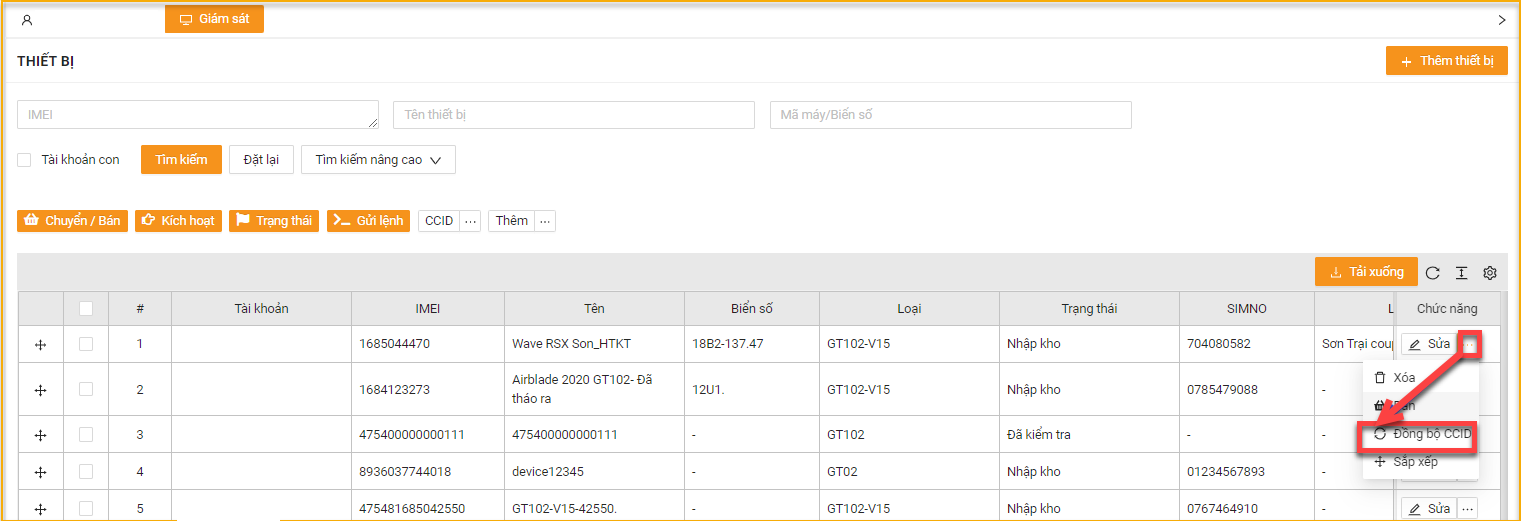 Giám sát
THIẾT BỊ
+ Thêm thiết bị
IMEI
Tên thiết bị
Mã máy/Biển số
Tài khoản con
Tìm kiếm
Đặt lại
Tìm kiếm nâng cao
Chuyển / Bán
Kích hoạt
Trạng thái
Gửi lệnh
CCID ...
Thêm ...
Tải xuống
# Tài khoản IMEI Tên Biển số Loại Trạng thái SIMNO L Chức năng
1 1685044470 Wave RSX Son_HTKT 18B2-137.47 GT102-V15 Nhập kho 704080582 Sơn Trại coup Sửa ...
2 1684123273 Airblade 2020 GT102- Đã tháo ra 12U1. GT102-V15 Nhập kho 0785479088 -
3 475400000000111 475400000000111 - GT102 Đã kiểm tra - -
4 8936037744018 device12345 - GT02 Nhập kho 01234567893 -
5 475481685042550 GT102-V15-42550. - GT102-V15 Nhập kho 0767464910 - Sửa ...
Xóa
Đồng bộ CCID
Sắp xếp